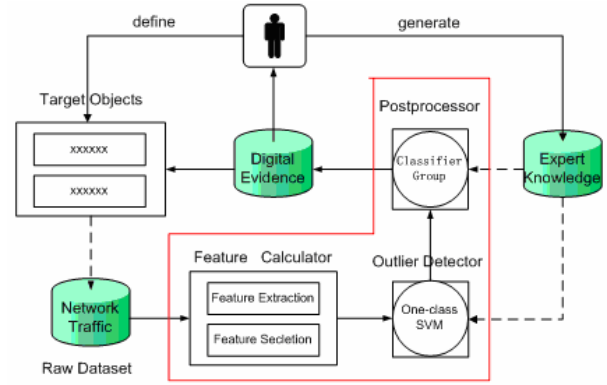 define
generate
Target Objects
xxxxxx
xxxxxx
Postprocessor
Classifier
Group
Digital
Evidence
Expert
Knowledge
Feature Calculator
Feature Extraction
Feature Secletion
Outlier Detector
One-class
SVM
Network
Traffic
Raw Dataset